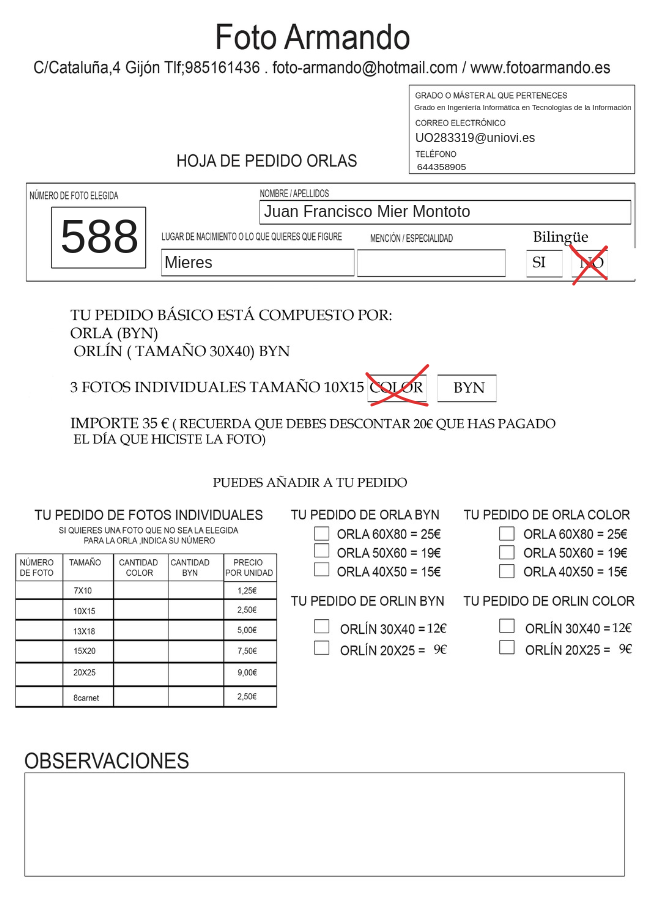 Foto Armando
C/Cataluña,4 Gijón Tlf;985161436 . foto-armando@hotmail.com / www.fotoarmando.es
GRADO O MÁSTER AL QUE PERTENECES
Grado en Ingeniería Informática en Tecnologías de la Información
CORREO ELECTRÓNICO
UO283319@uniovi.es
TELÉFONO
644358905
HOJA DE PEDIDO ORLAS
NÚMERO DE FOTO ELEGIDA
588
NOMBRE / APELLIDOS
Juan Francisco Mier Montoto
LUGAR DE NACIMIENTO O LO QUE QUIERES QUE FIGURE
Mieres
MENCIÓN / ESPECIALIDAD
Bilingüe
SI NO
TU PEDIDO BÁSICO ESTÁ COMPUESTO POR:
ORLA (BYN)
ORLÍN ( TAMAÑO 30X40) BYN
3 FOTOS INDIVIDUALES TAMAÑO 10X15 COLOR BYN
IMPORTE 35 € ( RECUERDA QUE DEBES DESCONTAR 20€ QUE HAS PAGADO
EL DÍA QUE HICISTE LA FOTO)
PUEDES AÑADIR A TU PEDIDO
TU PEDIDO DE FOTOS INDIVIDUALES
SI QUIERES UNA FOTO QUE NO SEA LA ELEGIDA
PARA LA ORLA ,INDICA SU NÚMERO
NÚMERO DE FOTO TAMAÑO CANTIDAD COLOR CANTIDAD BYN PRECIO POR UNIDAD
7X10 1,25€
10X15 2,50€
13X18 5,00€
15X20 7,50€
20X25 9,00€
8carnet 2,50€
TU PEDIDO DE ORLA BYN
ORLA 60X80 = 25€
ORLA 50X60 = 19€
ORLA 40X50 = 15€
TU PEDIDO DE ORLIN BYN
ORLÍN 30X40 = 12€
ORLÍN 20X25 = 9€
TU PEDIDO DE ORLA COLOR
ORLA 60X80 = 25€
ORLA 50X60 = 19€
ORLA 40X50 = 15€
TU PEDIDO DE ORLIN COLOR
ORLÍN 30X40 = 12€
ORLÍN 20X25 = 9€
OBSERVACIONES